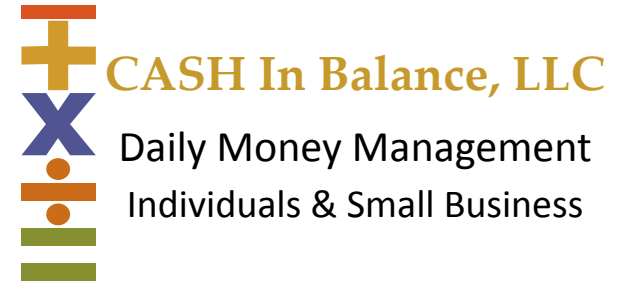 CASH In Balance, LLC
Daily Money Management
Individuals & Small Business